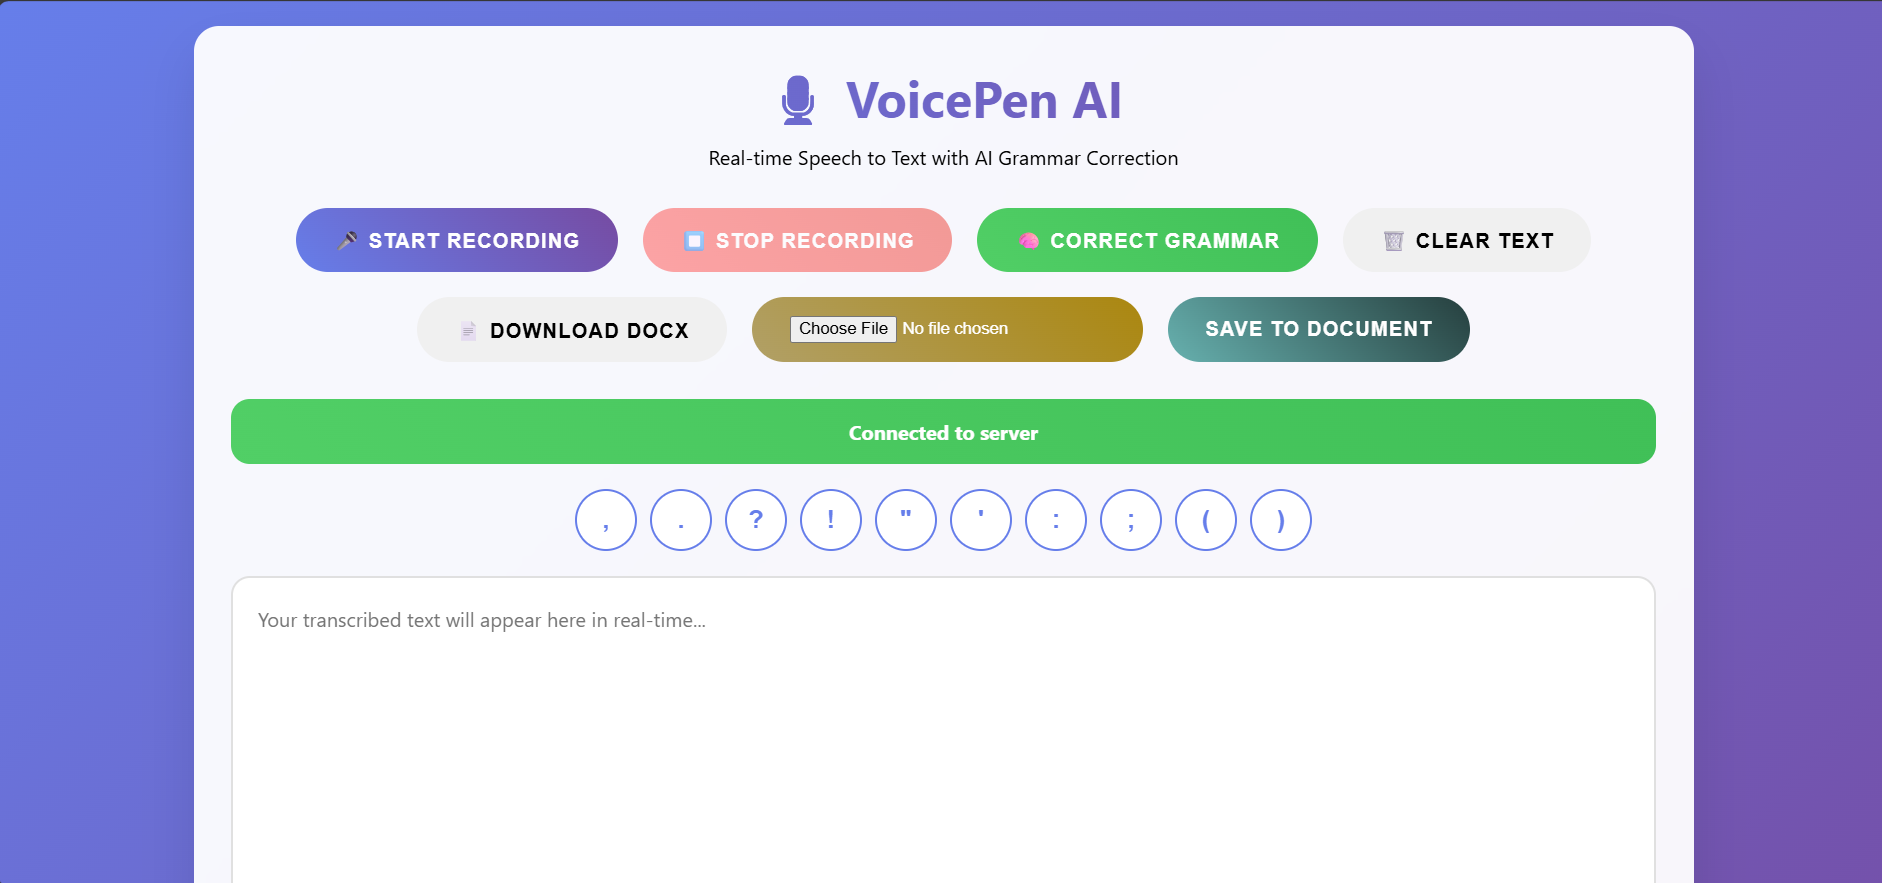 VoicePen AI
Real-time Speech to Text with AI Grammar Correction
START RECORDING STOP RECORDING CORRECT GRAMMAR CLEAR TEXT
DOWNLOAD DOCX Choose File No file chosen SAVE TO DOCUMENT
Connected to server
, . ? ! " ' : ; ( )
Your transcribed text will appear here in real-time...